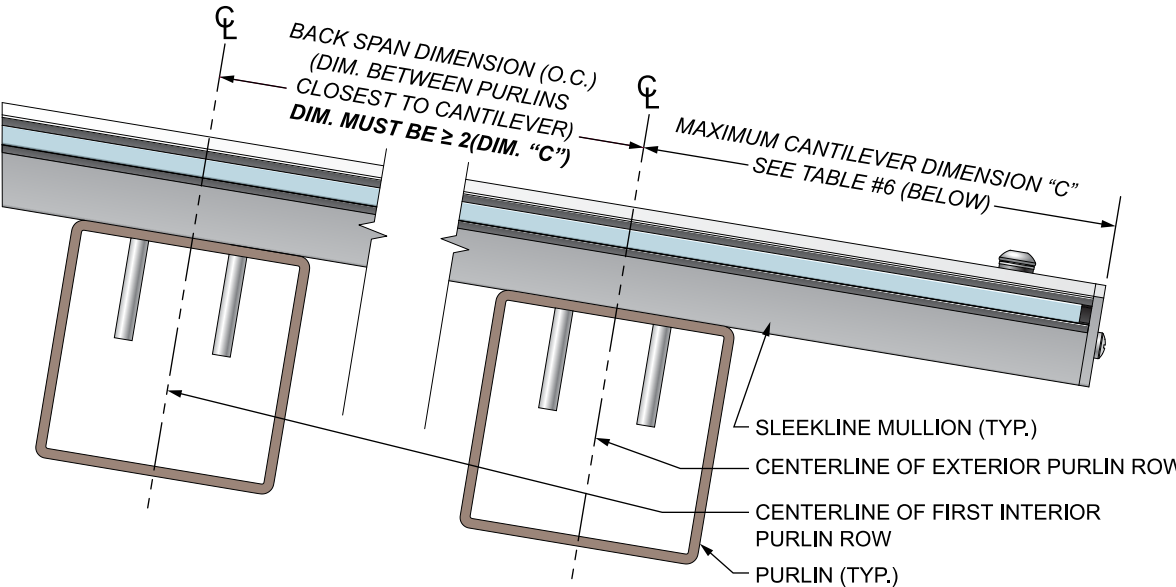 ℄
BACK SPAN DIMENSION (O.C.)
(DIM. BETWEEN PURLINS
CLOSEST TO CANTILEVER)
DIM. MUST BE ≥ 2(DIM. “C”)
℄
MAXIMUM CANTILEVER DIMENSION “C”
SEE TABLE #6 (BELOW)
SLEEKLINE MULLION (TYP.)
CENTERLINE OF EXTERIOR PURLIN ROW
CENTERLINE OF FIRST INTERIOR
PURLIN ROW
PURLIN (TYP.)